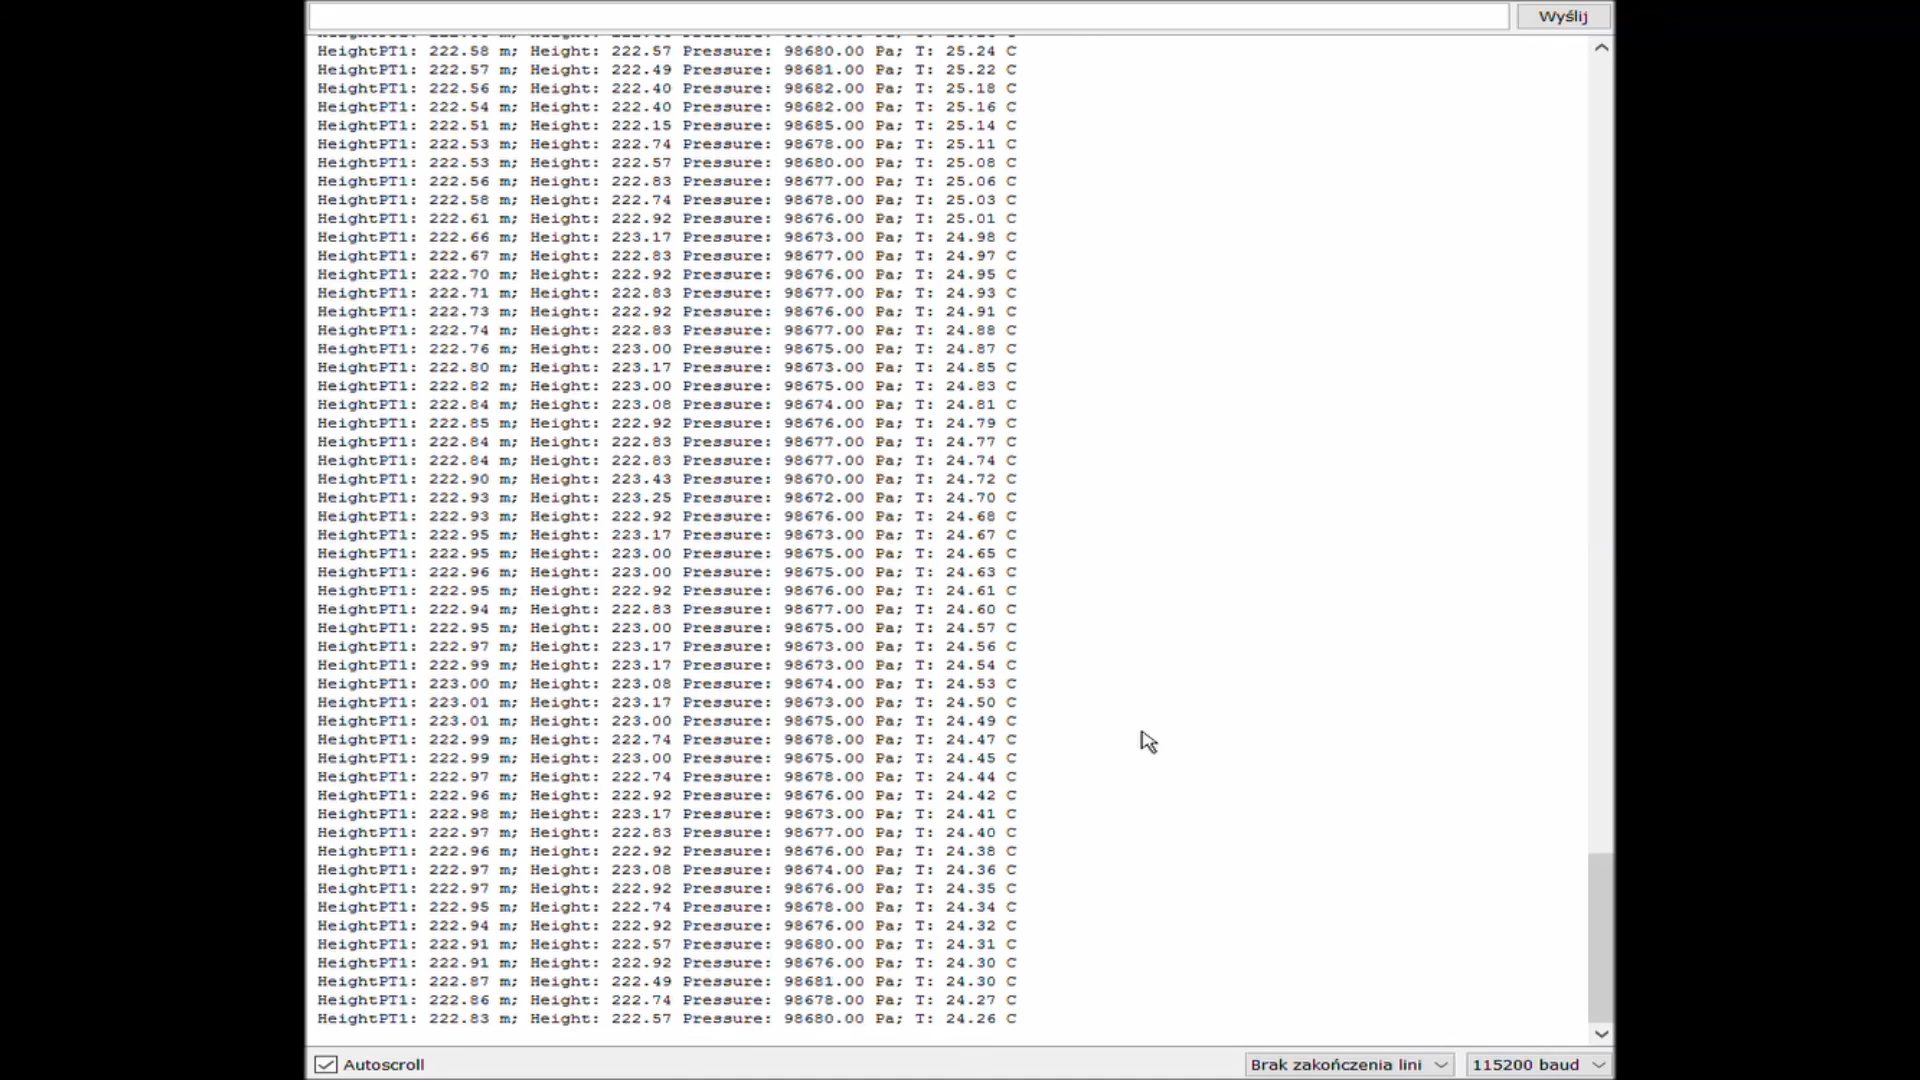 Wyślij
HeightPT1: 222.58 m; Height: 222.57 Pressure: 98680.00 Pa; T: 25.24 C
HeightPT1: 222.57 m; Height: 222.49 Pressure: 98681.00 Pa; T: 25.22 C
HeightPT1: 222.56 m; Height: 222.40 Pressure: 98682.00 Pa; T: 25.18 C
HeightPT1: 222.54 m; Height: 222.40 Pressure: 98682.00 Pa; T: 25.16 C
HeightPT1: 222.51 m; Height: 222.15 Pressure: 98685.00 Pa; T: 25.14 C
HeightPT1: 222.53 m; Height: 222.74 Pressure: 98678.00 Pa; T: 25.11 C
HeightPT1: 222.53 m; Height: 222.57 Pressure: 98680.00 Pa; T: 25.08 C
HeightPT1: 222.56 m; Height: 222.83 Pressure: 98677.00 Pa; T: 25.06 C
HeightPT1: 222.58 m; Height: 222.74 Pressure: 98678.00 Pa; T: 25.03 C
HeightPT1: 222.61 m; Height: 222.92 Pressure: 98676.00 Pa; T: 25.01 C
HeightPT1: 222.66 m; Height: 223.17 Pressure: 98673.00 Pa; T: 24.98 C
HeightPT1: 222.67 m; Height: 222.83 Pressure: 98677.00 Pa; T: 24.97 C
HeightPT1: 222.70 m; Height: 222.92 Pressure: 98676.00 Pa; T: 24.95 C
HeightPT1: 222.71 m; Height: 222.83 Pressure: 98677.00 Pa; T: 24.93 C
HeightPT1: 222.73 m; Height: 222.92 Pressure: 98676.00 Pa; T: 24.91 C
HeightPT1: 222.74 m; Height: 222.83 Pressure: 98677.00 Pa; T: 24.88 C
HeightPT1: 222.76 m; Height: 223.00 Pressure: 98675.00 Pa; T: 24.87 C
HeightPT1: 222.80 m; Height: 223.17 Pressure: 98673.00 Pa; T: 24.85 C
HeightPT1: 222.82 m; Height: 223.00 Pressure: 98675.00 Pa; T: 24.83 C
HeightPT1: 222.84 m; Height: 223.08 Pressure: 98674.00 Pa; T: 24.81 C
HeightPT1: 222.85 m; Height: 222.92 Pressure: 98676.00 Pa; T: 24.79 C
HeightPT1: 222.84 m; Height: 222.83 Pressure: 98677.00 Pa; T: 24.77 C
HeightPT1: 222.84 m; Height: 222.83 Pressure: 98677.00 Pa; T: 24.74 C
HeightPT1: 222.90 m; Height: 223.43 Pressure: 98670.00 Pa; T: 24.72 C
HeightPT1: 222.93 m; Height: 223.25 Pressure: 98672.00 Pa; T: 24.70 C
HeightPT1: 222.93 m; Height: 222.92 Pressure: 98676.00 Pa; T: 24.68 C
HeightPT1: 222.95 m; Height: 223.17 Pressure: 98673.00 Pa; T: 24.67 C
HeightPT1: 222.95 m; Height: 223.00 Pressure: 98675.00 Pa; T: 24.65 C
HeightPT1: 222.96 m; Height: 223.00 Pressure: 98675.00 Pa; T: 24.63 C
HeightPT1: 222.95 m; Height: 222.92 Pressure: 98676.00 Pa; T: 24.61 C
HeightPT1: 222.94 m; Height: 222.83 Pressure: 98677.00 Pa; T: 24.60 C
HeightPT1: 222.95 m; Height: 223.00 Pressure: 98675.00 Pa; T: 24.57 C
HeightPT1: 222.97 m; Height: 223.17 Pressure: 98673.00 Pa; T: 24.56 C
HeightPT1: 222.99 m; Height: 223.17 Pressure: 98673.00 Pa; T: 24.54 C
HeightPT1: 223.00 m; Height: 223.08 Pressure: 98674.00 Pa; T: 24.53 C
HeightPT1: 223.01 m; Height: 223.17 Pressure: 98673.00 Pa; T: 24.50 C
HeightPT1: 223.01 m; Height: 223.00 Pressure: 98675.00 Pa; T: 24.49 C
HeightPT1: 222.99 m; Height: 222.74 Pressure: 98678.00 Pa; T: 24.47 C
HeightPT1: 222.99 m; Height: 223.00 Pressure: 98675.00 Pa; T: 24.45 C
HeightPT1: 222.97 m; Height: 222.74 Pressure: 98678.00 Pa; T: 24.44 C
HeightPT1: 222.96 m; Height: 222.92 Pressure: 98676.00 Pa; T: 24.42 C
HeightPT1: 222.98 m; Height: 223.17 Pressure: 98673.00 Pa; T: 24.41 C
HeightPT1: 222.97 m; Height: 222.83 Pressure: 98677.00 Pa; T: 24.40 C
HeightPT1: 222.96 m; Height: 222.92 Pressure: 98676.00 Pa; T: 24.38 C
HeightPT1: 222.97 m; Height: 223.08 Pressure: 98674.00 Pa; T: 24.36 C
HeightPT1: 222.97 m; Height: 222.92 Pressure: 98676.00 Pa; T: 24.35 C
HeightPT1: 222.95 m; Height: 222.74 Pressure: 98678.00 Pa; T: 24.34 C
HeightPT1: 222.94 m; Height: 222.92 Pressure: 98676.00 Pa; T: 24.32 C
HeightPT1: 222.91 m; Height: 222.57 Pressure: 98680.00 Pa; T: 24.31 C
HeightPT1: 222.91 m; Height: 222.92 Pressure: 98676.00 Pa; T: 24.30 C
HeightPT1: 222.87 m; Height: 222.49 Pressure: 98681.00 Pa; T: 24.30 C
HeightPT1: 222.86 m; Height: 222.74 Pressure: 98678.00 Pa; T: 24.27 C
HeightPT1: 222.83 m; Height: 222.57 Pressure: 98680.00 Pa; T: 24.26 C
Autoscroll
Brak zakończenia lini
115200 baud